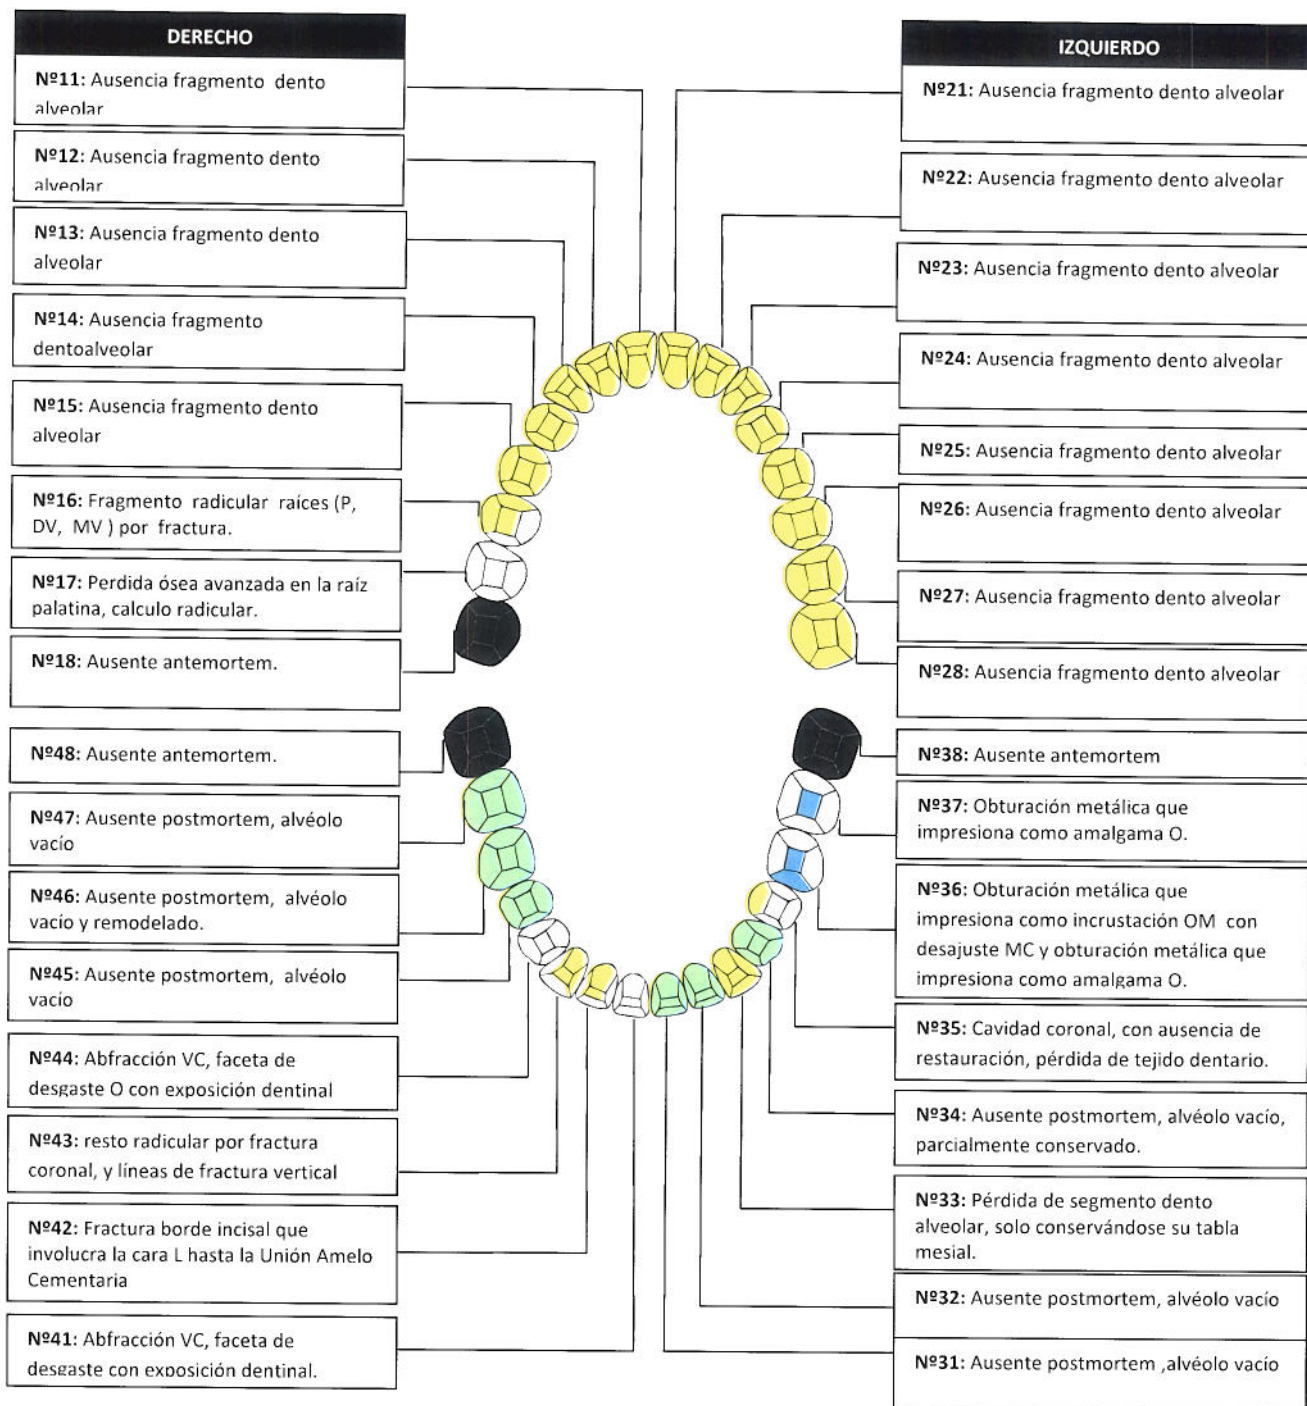 DERECHO
Nº11: Ausencia fragmento dento
alveolar
Nº12: Ausencia fragmento dento
alveolar
Nº13: Ausencia fragmento dento
alveolar
Nº14: Ausencia fragmento
dentoalveolar
Nº15: Ausencia fragmento dento
alveolar
Nº16: Fragmento radicular raíces (P,
DV, MV ) por fractura.
Nº17: Perdida ósea avanzada en la raíz
palatina, calculo radicular.
Nº18: Ausente antemortem.
Nº48: Ausente antemortem.
Nº47: Ausente postmortem, alvéolo
vacío
Nº46: Ausente postmortem, alvéolo
vacío y remodelado.
Nº45: Ausente postmortem, alvéolo
vacío
Nº44: Abfracción VC, faceta de
desgaste O con exposición dentinal
Nº43: resto radicular por fractura
coronal, y líneas de fractura vertical
Nº42: Fractura borde incisal que
involucra la cara L hasta la Unión Amelo
Cementaria
Nº41: Abfracción VC, faceta de
desgaste con exposición dentinal.
IZQUIERDO
Nº21: Ausencia fragmento dento alveolar
Nº22: Ausencia fragmento dento alveolar
Nº23: Ausencia fragmento dento alveolar
Nº24: Ausencia fragmento dento alveolar
Nº25: Ausencia fragmento dento alveolar
Nº26: Ausencia fragmento dento alveolar
Nº27: Ausencia fragmento dento alveolar
Nº28: Ausencia fragmento dento alveolar
Nº38: Ausente antemortem
Nº37: Obturación metálica que
impresiona como amalgama O.
Nº36: Obturación metálica que
impresiona como incrustación OM con
desajuste MC y obturación metálica que
impresiona como amalgama O.
Nº35: Cavidad coronal, con ausencia de
restauración, pérdida de tejido dentario.
Nº34: Ausente postmortem, alvéolo vacío,
parcialmente conservado.
Nº33: Pérdida de segmento dento
alveolar, solo conservándose su tabla
mesial.
Nº32: Ausente postmortem, alvéolo vacío
Nº31: Ausente postmortem ,alvéolo vacío